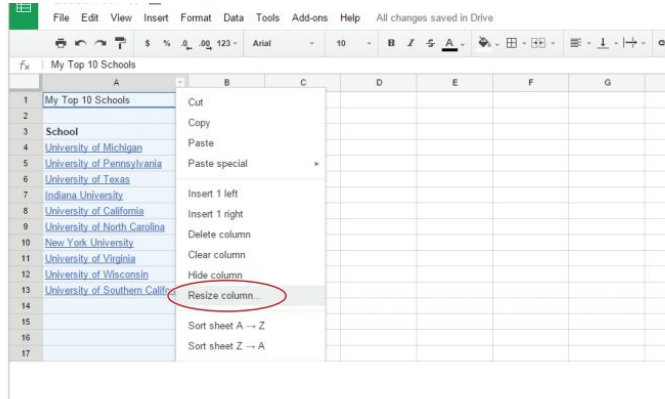 File Edit View Insert Format Data Tools Add-ons Help All changes saved in Drive
$ % .0 .00 123 Arial 10 B I S A
fx My Top 10 Schools
A B C D E F G
1 My Top 10 Schools
2
3 School
4 University of Michigan
5 University of Pennsylvania
6 University of Texas
7 Indiana University
8 University of California
9 University of North Carolina
10 New York University
11 University of Virginia
12 University of Wisconsin
13 University of Southern Califo
14
15
16
17
Cut
Copy
Paste
Paste special
Insert 1 left
Insert 1 right
Delete column
Clear column
Hide column
Resize column...
Sort sheet A → Z
Sort sheet Z → A